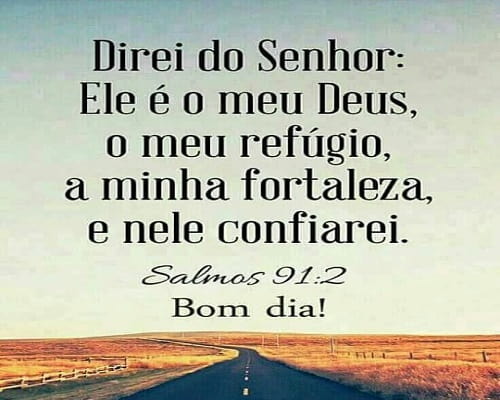 Direi do Senhor:
Ele é o meu Deus,
o meu refúgio,
a minha fortaleza,
e nele confiarei.
Salmos 91:2
Bom dia!